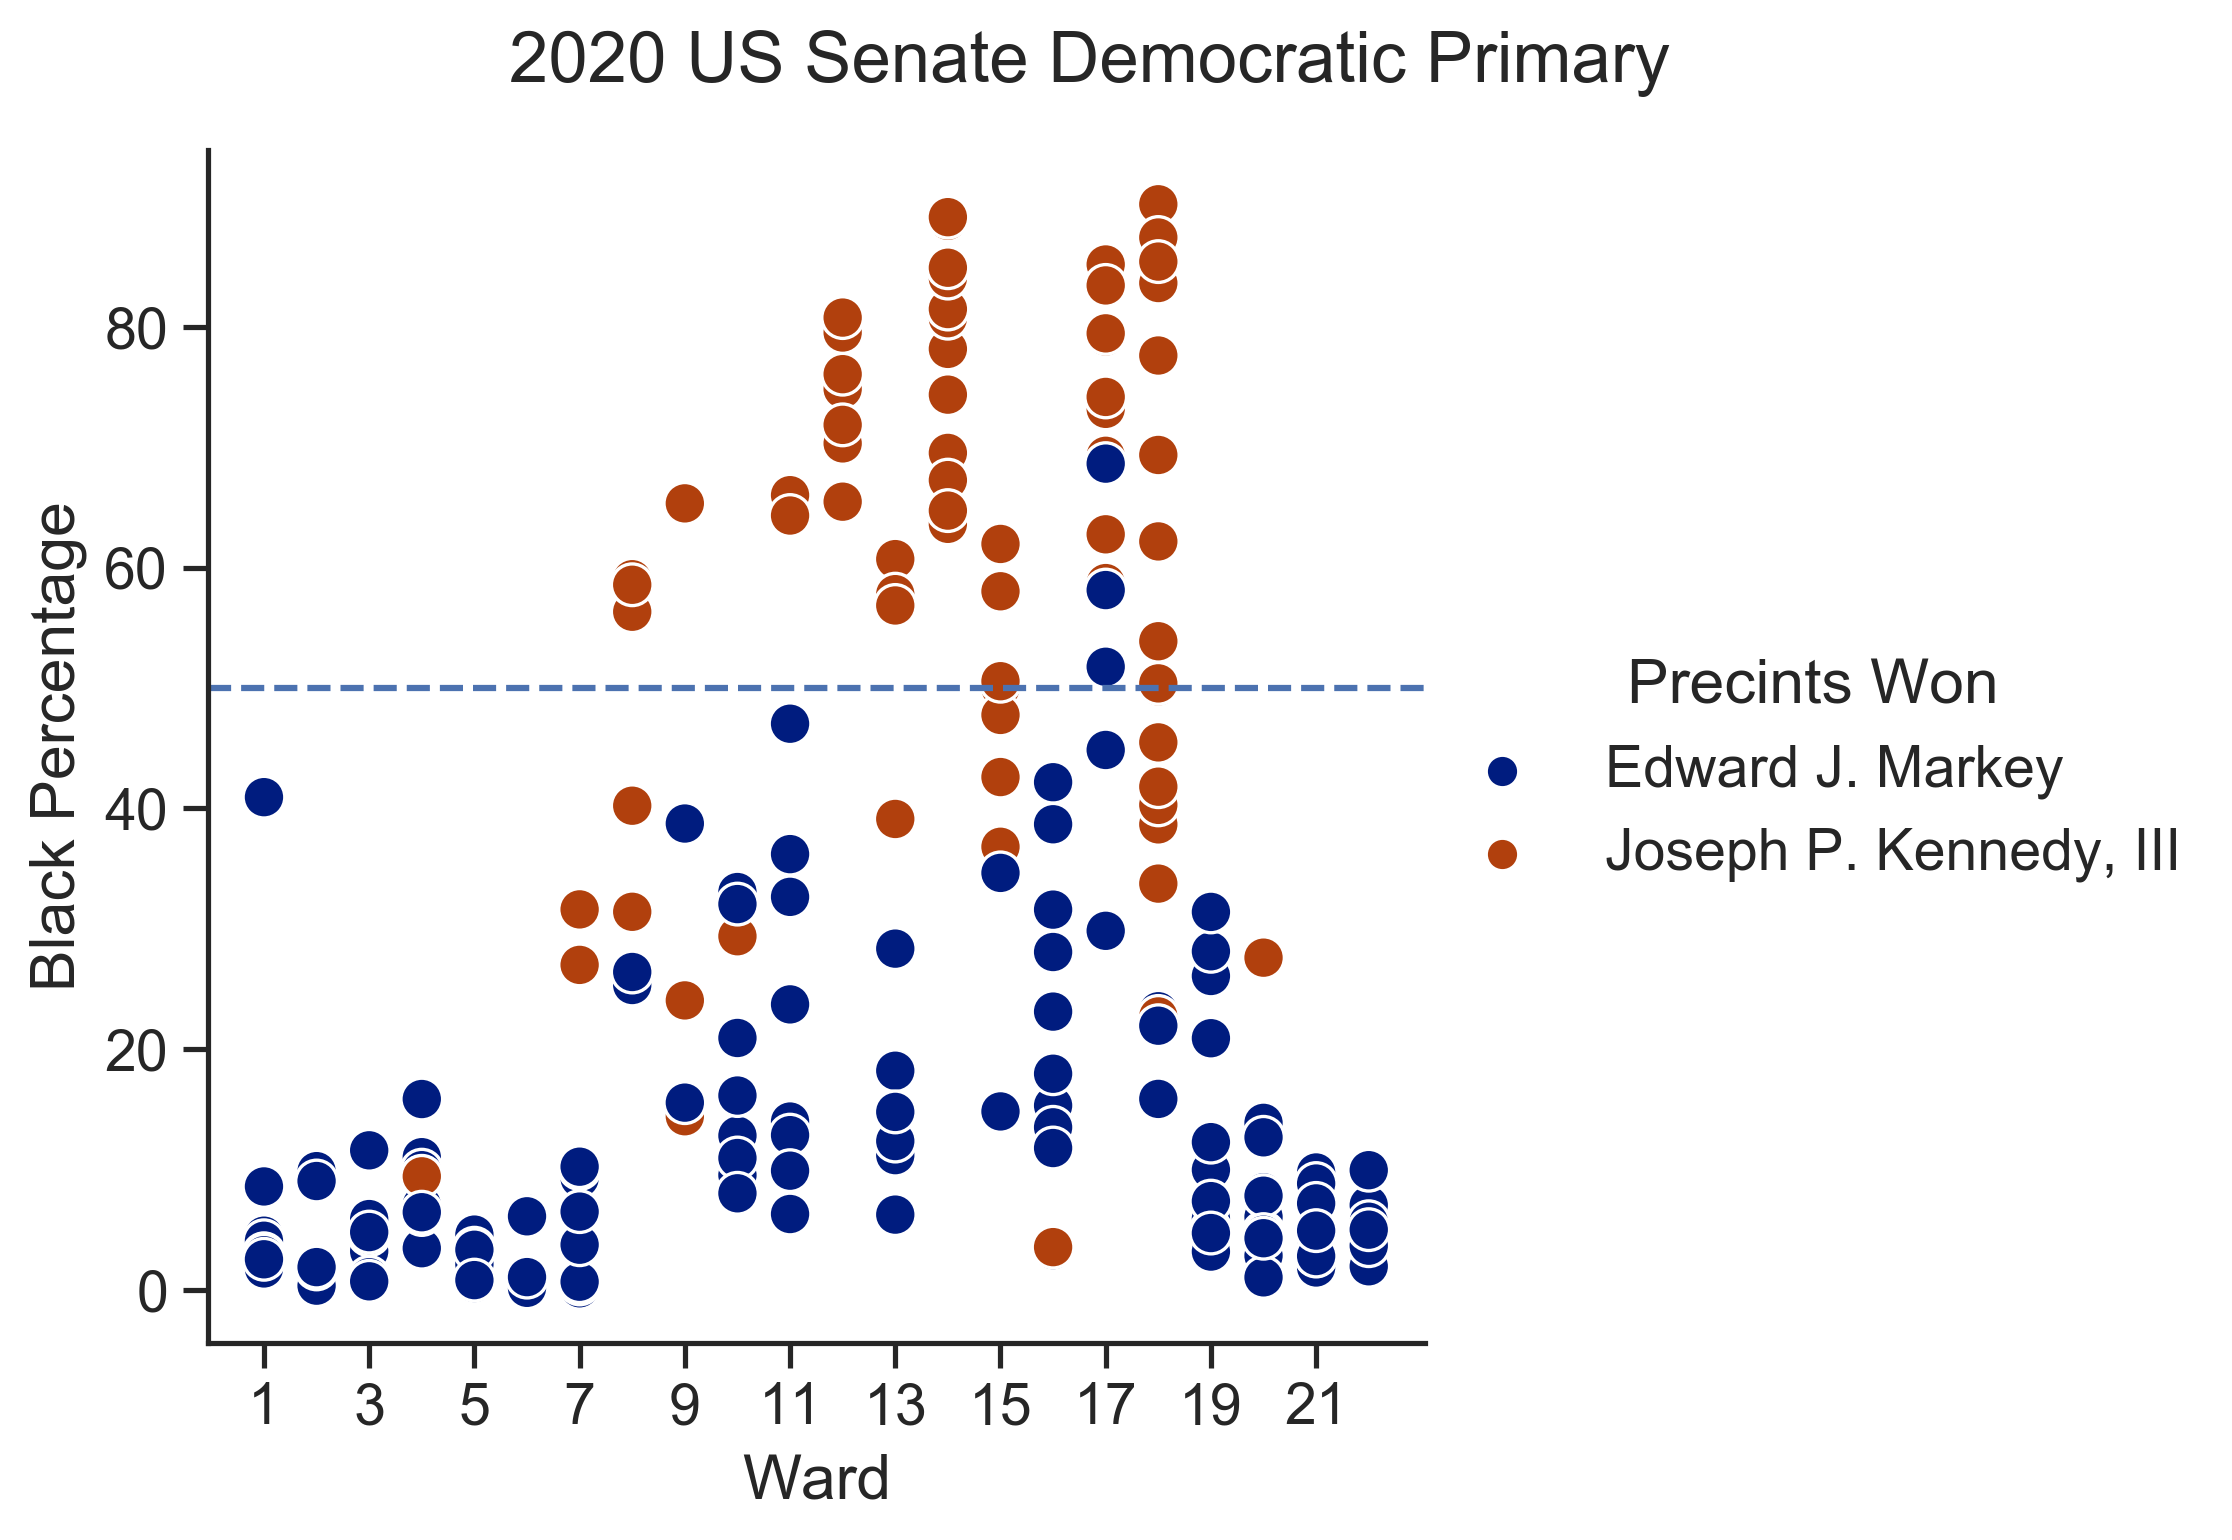 2020 US Senate Democratic Primary
80
60
40
20
0
Black Percentage
1 3 5 7 9 11 13 15 17 19 21
Ward
Precints Won
Edward J. Markey
Joseph P. Kennedy, III